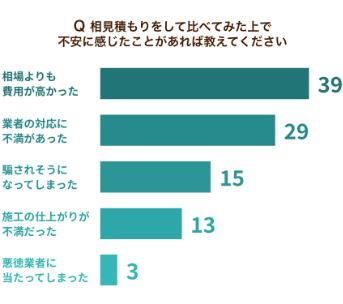 Q 相見積もりをして比べてみた上で
不安に感じたことがあれば教えてください
相場よりも
費用が高かった
39
業者の対応に
不満があった
29
騙されそうに
なってしまった
15
施工の仕上がりが
不満だった
13
悪徳業者に
当たってしまった
3